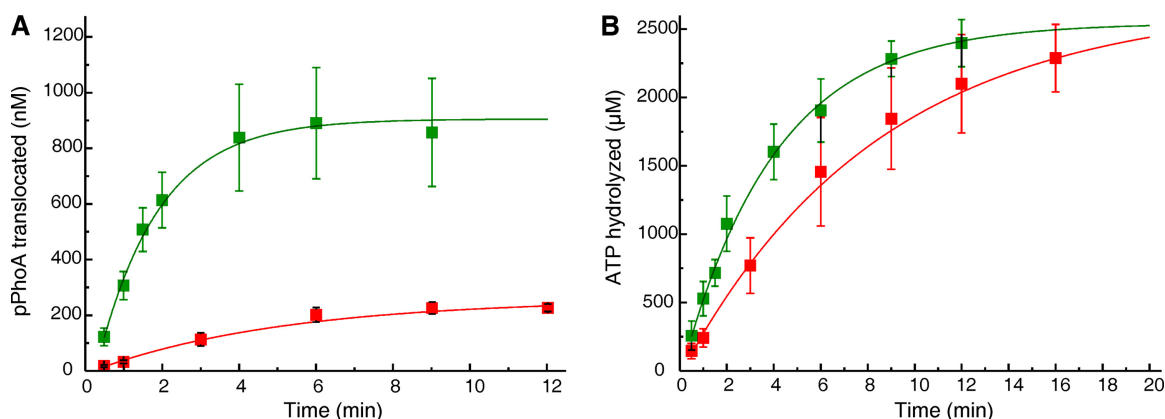 A
pPhoA translocated (nM)
1200
1000
800
600
400
200
0
0 2 4 6 8 10 12
Time (min)
B
ATP hydrolyzed (µM)
2500
2000
1500
1000
500
0
0 2 4 6 8 10 12 14 16 18 20
Time (min)